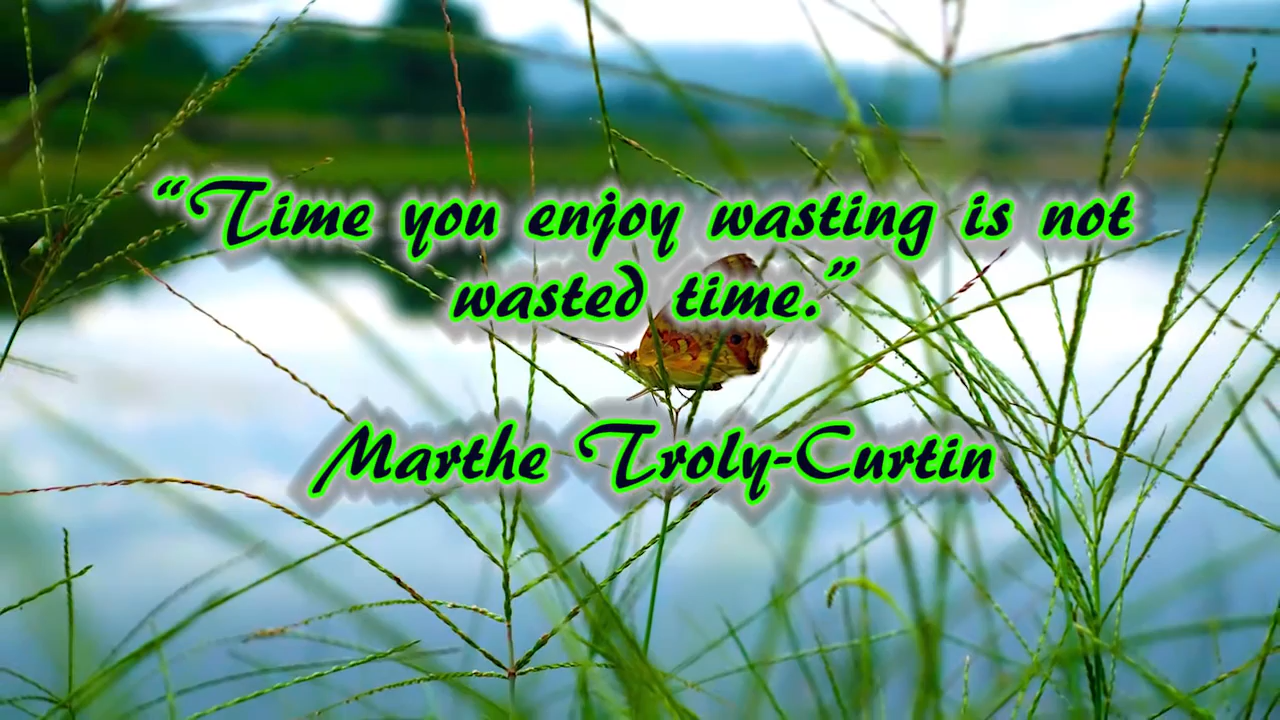 “Time you enjoy wasting is not
wasted time.”
Marthe Troly-Curtin